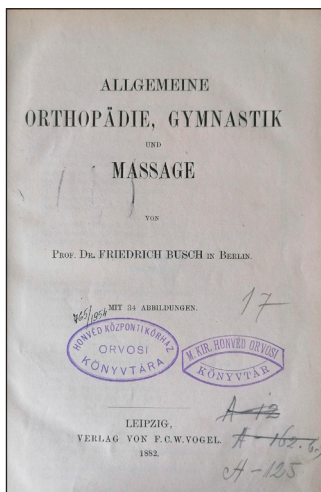 ALLGEMEINE
ORTHOPÄDIE, GYMNASTIK
UND
MASSAGE
VON
PROF. DR. FRIEDRICH BUSCH IN BERLIN.
MIT 34 ABBILDUNGEN.
17
HONVÉD KÖZPONTI KÓRHÁZ
ORVOSI
KÖNYVTÁRA
M. KIR. HONVÉD ORVOSI
KÖNYVTÁR
A-12
LEIPZIG,
VERLAG VON F. C. W. VOGEL.
1882.
A-125